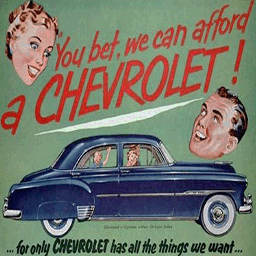 "You bet, we can afford
a CHEVROLET!
... for only CHEVROLET has all the things we want ...